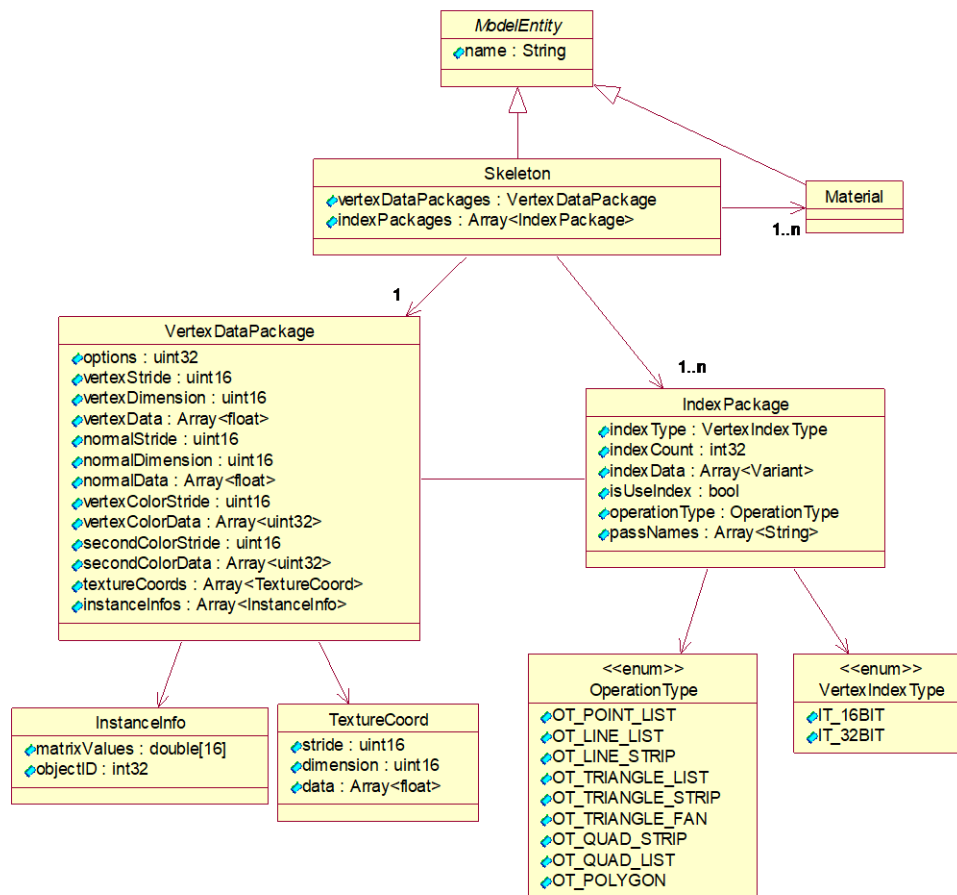 ModelEntity
name : String
Skeleton
vertexDataPackages : VertexDataPackage
indexPackages : Array<IndexPackage>
Material
1..n
1
1..n
VertexDataPackage
options : uint32
vertexStride : uint16
vertexDimension : uint16
vertexData : Array<float>
normalStride : uint16
normalDimension : uint16
normalData : Array<float>
vertexColorStride : uint16
vertexColorData : Array<uint32>
secondColorStride : uint16
secondColorData : Array<uint32>
textureCoords : Array<TextureCoord>
instanceInfos : Array<InstanceInfo>
IndexPackage
indexType : VertexIndexType
indexCount : int32
indexData : Array<Variant>
isUseIndex : bool
operationType : OperationType
passNames : Array<String>
InstanceInfo
matrixValues : double[16]
objectID : int32
TextureCoord
stride : uint16
dimension : uint16
data : Array<float>
<<enum>>
OperationType
OT_POINT_LIST
OT_LINE_LIST
OT_LINE_STRIP
OT_TRIANGLE_LIST
OT_TRIANGLE_STRIP
OT_TRIANGLE_FAN
OT_QUAD_STRIP
OT_QUAD_LIST
OT_POLYGON
<<enum>>
VertexIndexType
IT_16BIT
IT_32BIT